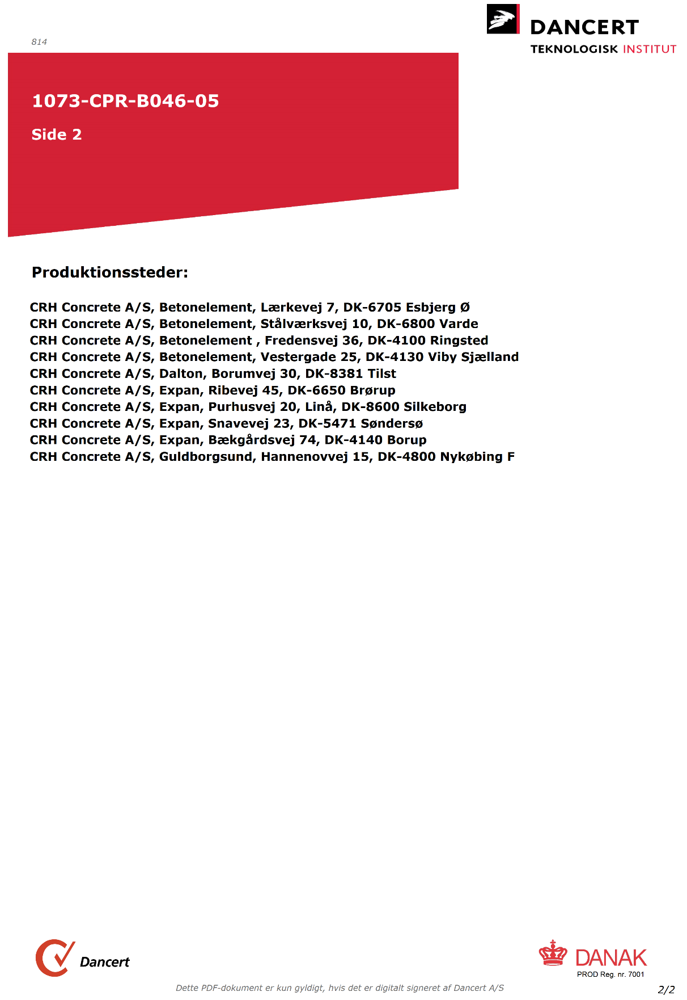 DANCERT
TEKNOLOGISK INSTITUT
814
1073-CPR-B046-05
Side 2
Produktionssteder:
CRH Concrete A/S, Betonelement, Lærkevej 7, DK-6705 Esbjerg Ø
CRH Concrete A/S, Betonelement, Stålværksvej 10, DK-6800 Varde
CRH Concrete A/S, Betonelement , Fredensvej 36, DK-4100 Ringsted
CRH Concrete A/S, Betonelement, Vestergade 25, DK-4130 Viby Sjælland
CRH Concrete A/S, Dalton, Borumvej 30, DK-8381 Tilst
CRH Concrete A/S, Expan, Ribevej 45, DK-6650 Brørup
CRH Concrete A/S, Expan, Purhusvej 20, Linå, DK-8600 Silkeborg
CRH Concrete A/S, Expan, Snavevej 23, DK-5471 Søndersø
CRH Concrete A/S, Expan, Bækgårdsvej 74, DK-4140 Borup
CRH Concrete A/S, Guldborgsund, Hannenovvej 15, DK-4800 Nykøbing F
Dancert
DANAK
PROD Reg. nr. 7001
Dette PDF-dokument er kun gyldigt, hvis det er digitalt signeret af Dancert A/S
2/2